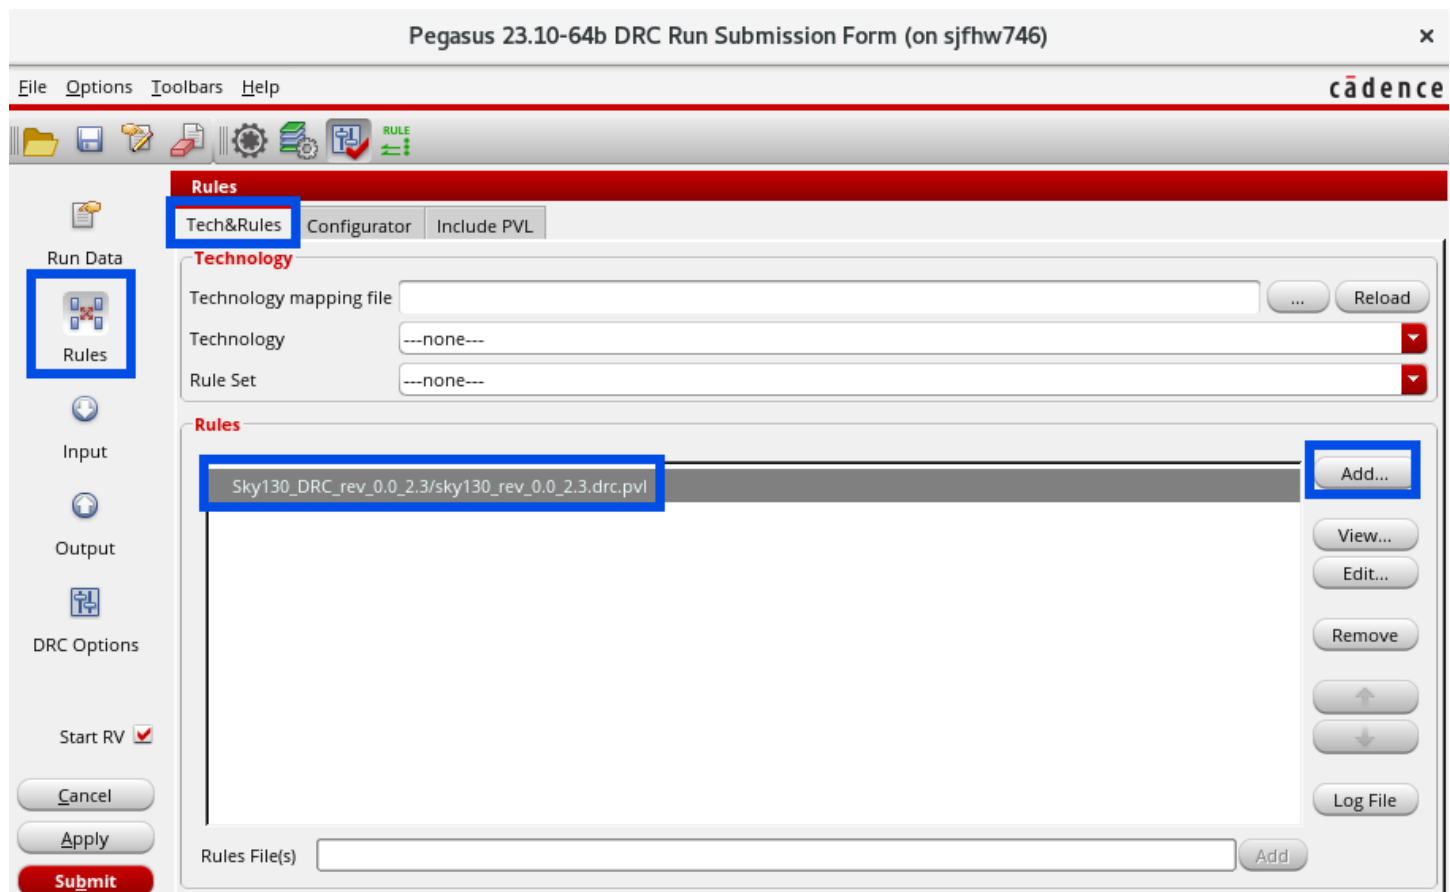 Pegasus 23.10-64b DRC Run Submission Form (on sjfhw746)
File Options Toolbars Help
cādence
RULE
Rules
Tech&Rules Configurator Include PVL
Run Data
Technology
Technology mapping file ... Reload
Technology ---none---
Rules
Rule Set ---none---
Rules
Input
Add...
Sky130_DRC_rev_0.0_2.3/sky130_rev_0.0_2.3.drc.pvl
View...
Output
Edit...
Remove
DRC Options
Start RV
Cancel
Log File
Apply
Rules File(s) Add
Submit